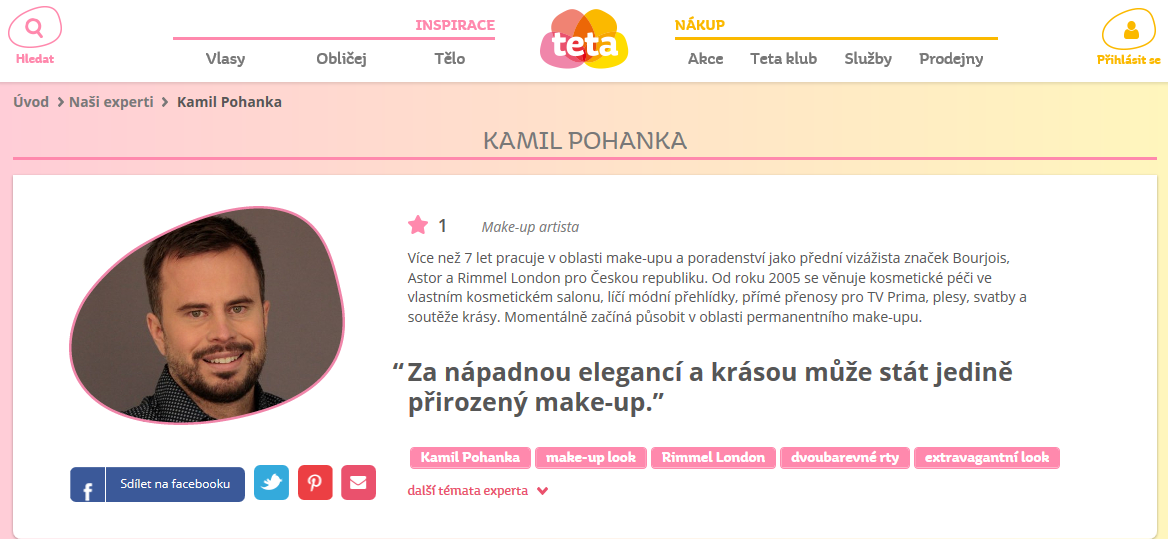 Hledat
INSPIRACE
Vlasy Obličej Tělo
teta
NÁKUP
Akce Teta klub Služby Prodejny
Přihlásit se
Úvod > Naši experti > Kamil Pohanka
KAMIL POHANKA
1 Make-up artista
Více než 7 let pracuje v oblasti make-upu a poradenství jako přední vizážista značek Bourjois,
Astor a Rimmel London pro Českou republiku. Od roku 2005 se věnuje kosmetické péči ve
vlastním kosmetickém salonu, líčí módní přehlídky, přímé přenosy pro TV Prima, plesy, svatby a
soutěže krásy. Momentálně začíná působit v oblasti permanentního make-upu.
“Za nápadnou elegancí a krásou může stát jedině
přirozený make-up.”
Kamil Pohanka make-up look Rimmel London dvoubarevné rty extravagantní look
další témata experta
f Sdílet na facebooku